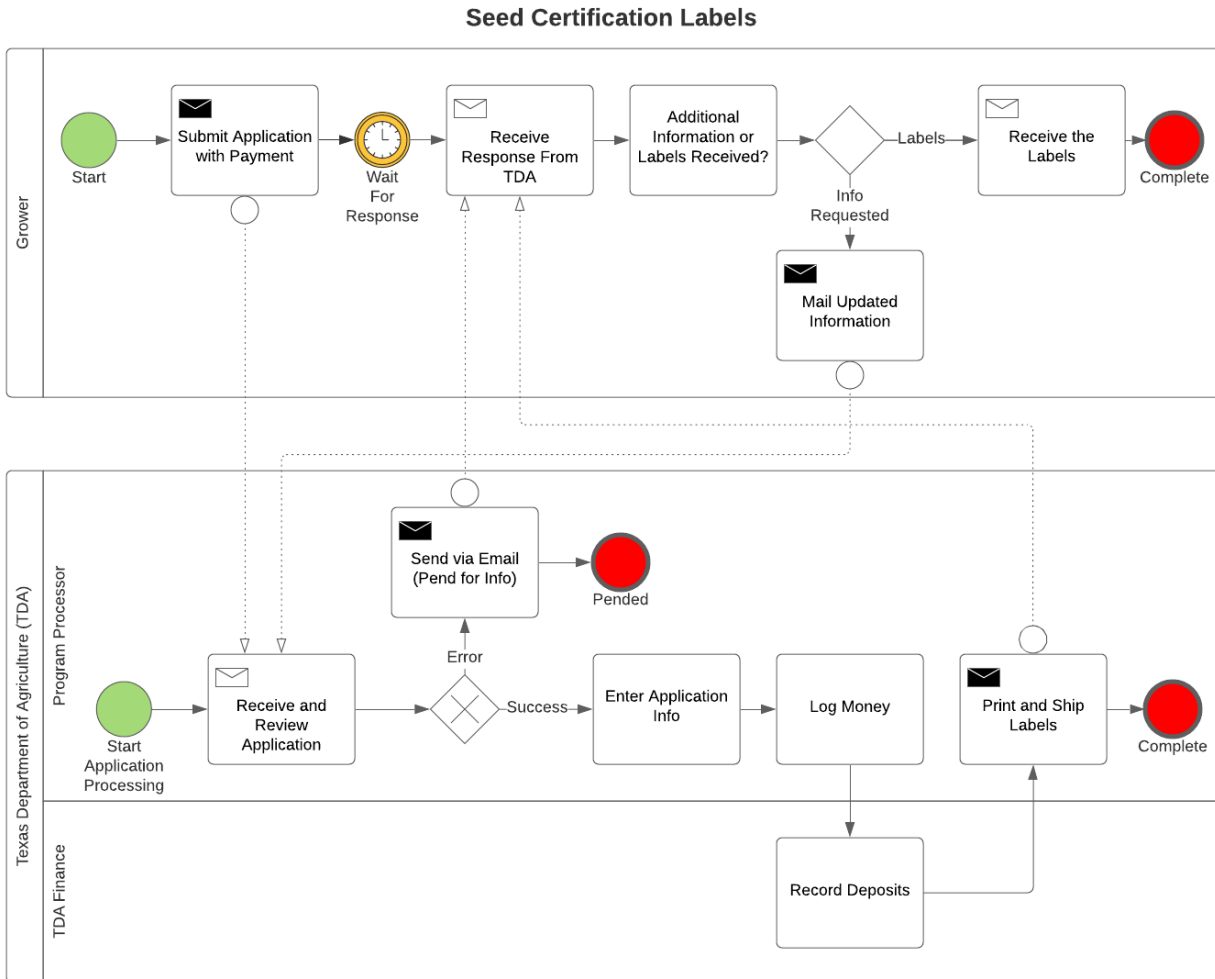 Seed Certification Labels
Grower
Start
Submit Application
with Payment
Wait
For
Response
Receive
Response From
TDA
Additional
Information or
Labels Received?
Labels
Receive the
Labels
Complete
Info
Requested
Mail Updated
Information
Texas Department of Agriculture (TDA)
Program Processor
Send via Email
(Pend for Info)
Pended
Error
Start
Application
Processing
Receive and
Review
Application
Success
Enter Application
Info
Log Money
Print and Ship
Labels
Complete
TDA Finance
Record Deposits